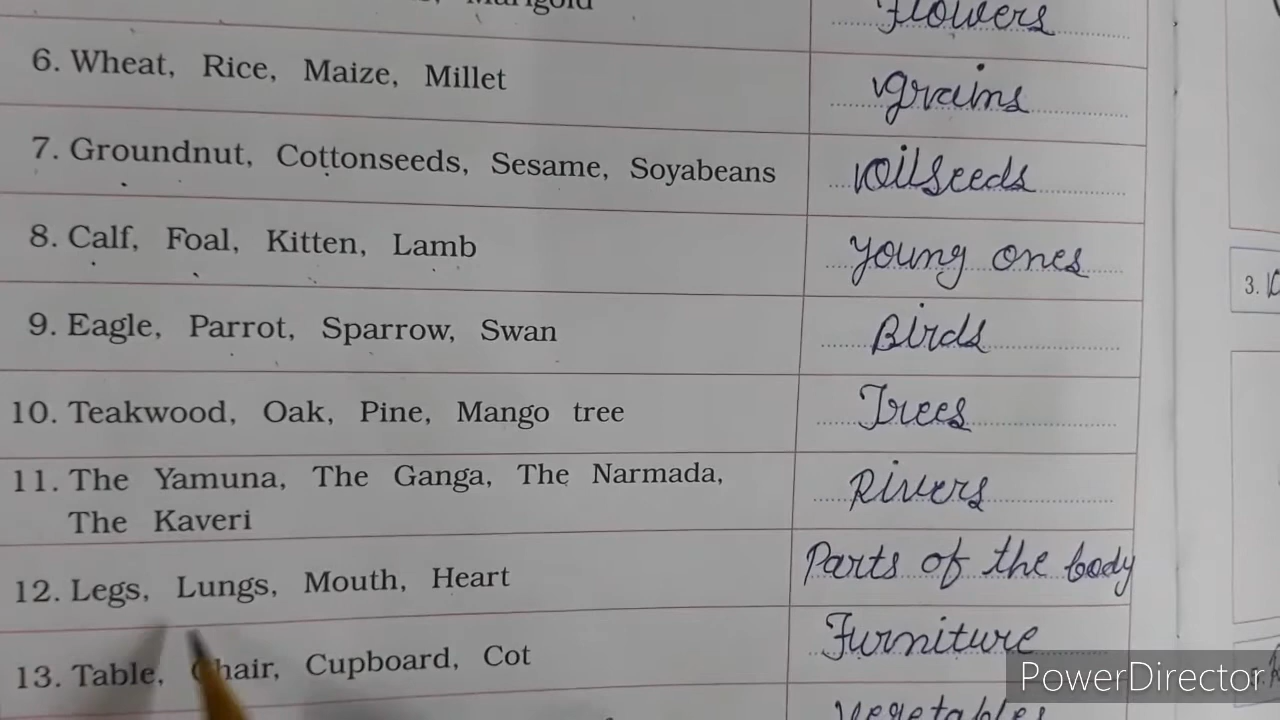 Marigold
Flowers
6. Wheat, Rice, Maize, Millet
grains
7. Groundnut, Cottonseeds, Sesame, Soyabeans
Oilseeds
8. Calf, Foal, Kitten, Lamb
young ones
9. Eagle, Parrot, Sparrow, Swan
Birds
10. Teakwood, Oak, Pine, Mango tree
Trees
11. The Yamuna, The Ganga, The Narmada,
The Kaveri
Rivers
12. Legs, Lungs, Mouth, Heart
Parts of the body
13. Table, Chair, Cupboard, Cot
Furniture
Vegetables
3.
PowerDirector